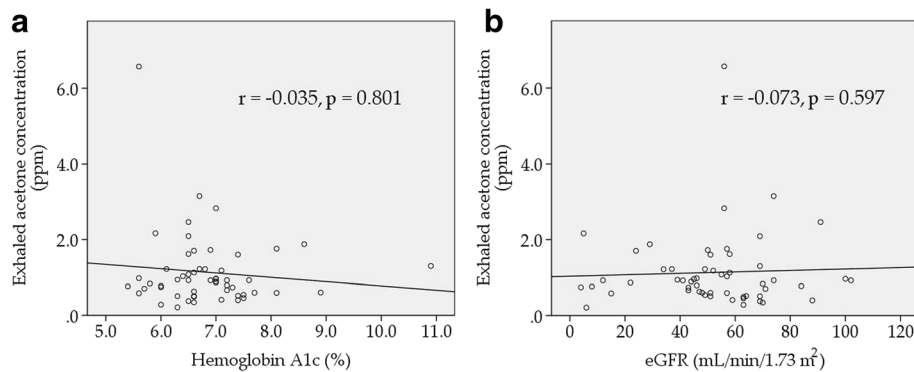 a
Exhaled acetone concentration
(ppm)
6.0
4.0
2.0
.0
r = -0.035, p = 0.801
5.0 6.0 7.0 8.0 9.0 10.0 11.0
Hemoglobin A1c (%)
b
Exhaled acetone concentration
(ppm)
6.0
4.0
2.0
.0
r = -0.073, p = 0.597
0 20 40 60 80 100 120
eGFR (mL/min/1.73 m²)